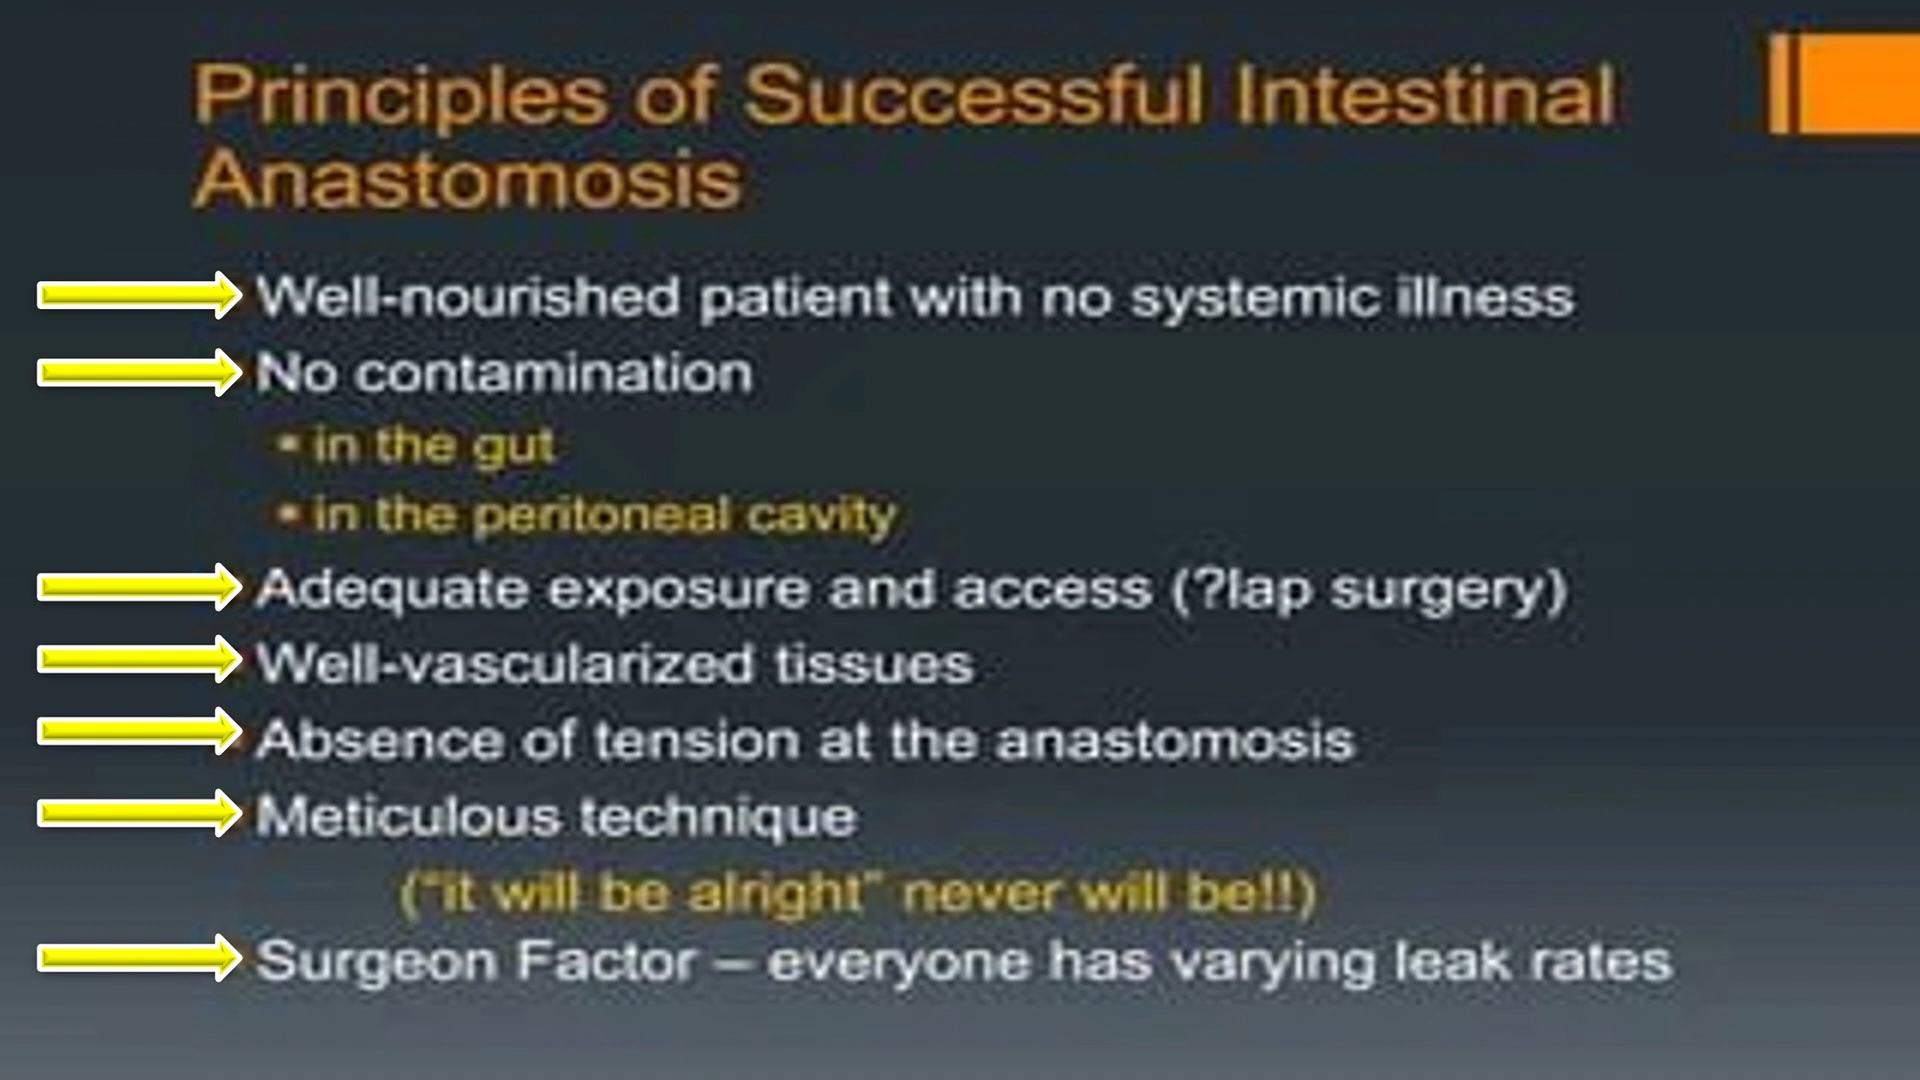 Principles of Successful Intestinal
Anastomosis
Well-nourished patient with no systemic illness
No contamination
▪ in the gut
▪ in the peritoneal cavity
Adequate exposure and access (?lap surgery)
Well-vascularized tissues
Absence of tension at the anastomosis
Meticulous technique
("it will be alright" never will be!!)
Surgeon Factor – everyone has varying leak rates